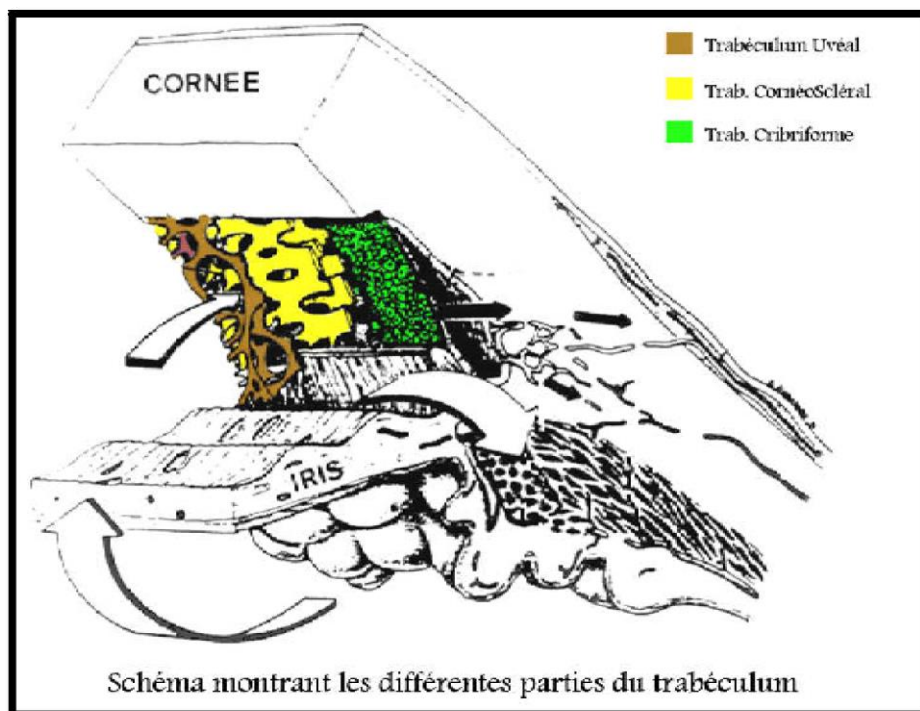 CORNEE
Trabéculum Uvéal
Trab. CornéoScléral
Trab. Cribriforme
IRIS
Schéma montrant les différentes parties du trabéculum